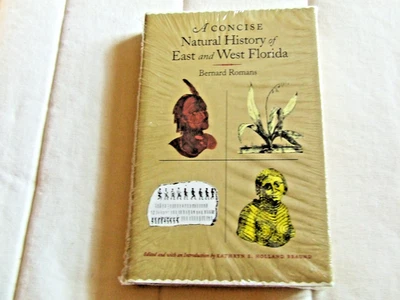 A CONCISE
Natural History of
East and West Florida
Bernard Romans
Edited and with an Introduction by KATHRYN E. HOLLAND BRAUND